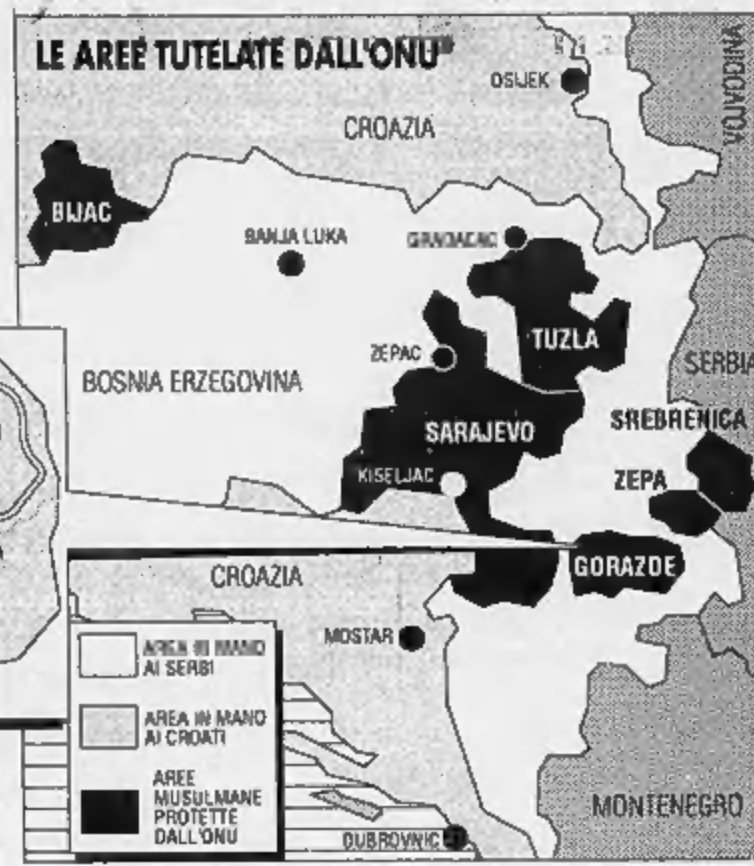 LE AREE TUTELATE DALL'ONU
OSIJEK
VOJVODINA
CROAZIA
BIJAC
BANJA LUKA
GRADACAC
ZEPAC
TUZLA
SERBIA
BOSNIA ERZEGOVINA
SARAJEVO
SREBRENICA
KISELJAC
ZEPA
GORAZDE
CROAZIA
MOSTAR
AREA IN MANO
AI SERBI
AREA IN MANO
AI CROATI
AREE
MUSULMANE
PROTETTE
DALL'ONU
MONTENEGRO
DUBROVNIC